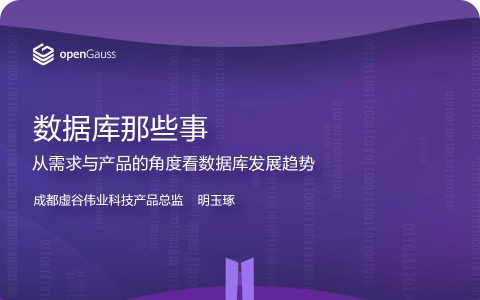 openGauss
数据库那些事
从需求与产品的角度看数据库发展趋势
成都虚谷伟业科技产品总监 明玉琢